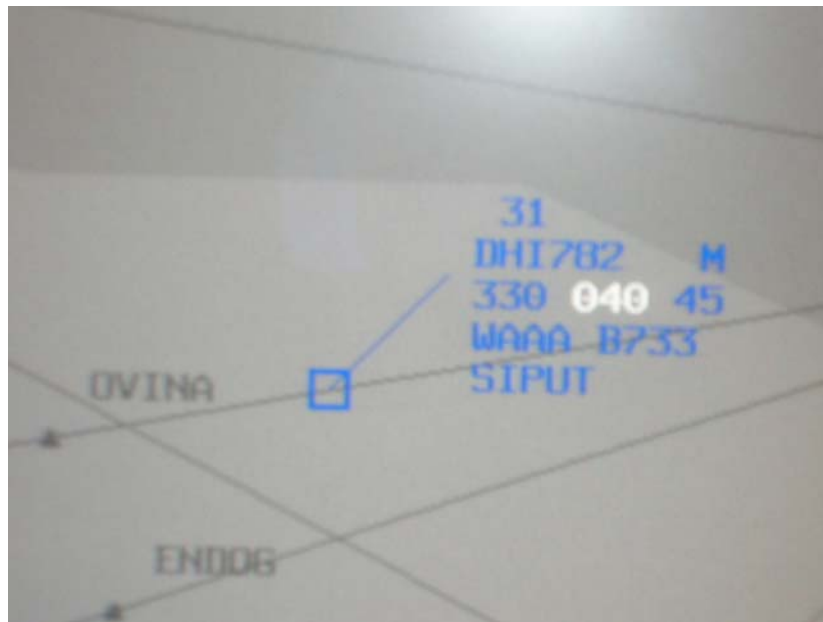 31
DHI782 M
330 040 45
WAAA B733
SIPUT
OVINA
ENDOG